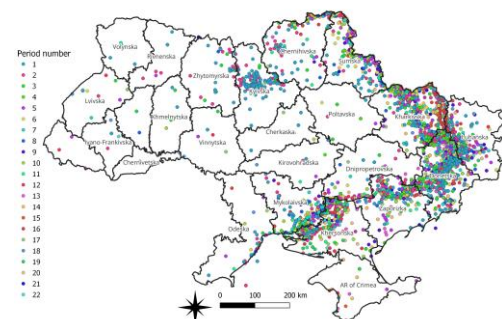 Period number
1
2
3
4
5
6
7
8
9
10
11
12
13
14
15
16
17
18
19
20
21
22
Volynska
Rivnenska
Zhytomyrska
Chernihivska
Sumska
Lvivska
Khmelnytska
Poltavska
Kharkivska
Luhanska
Ivano-Frankivska
Vinnytska
Cherkaska
Chernivetska
Kirovohradska
Dnipropetrovska
Mykolaivska
Zaporizka
Odeska
Khersonska
AR of Crimea
0 100 200 km